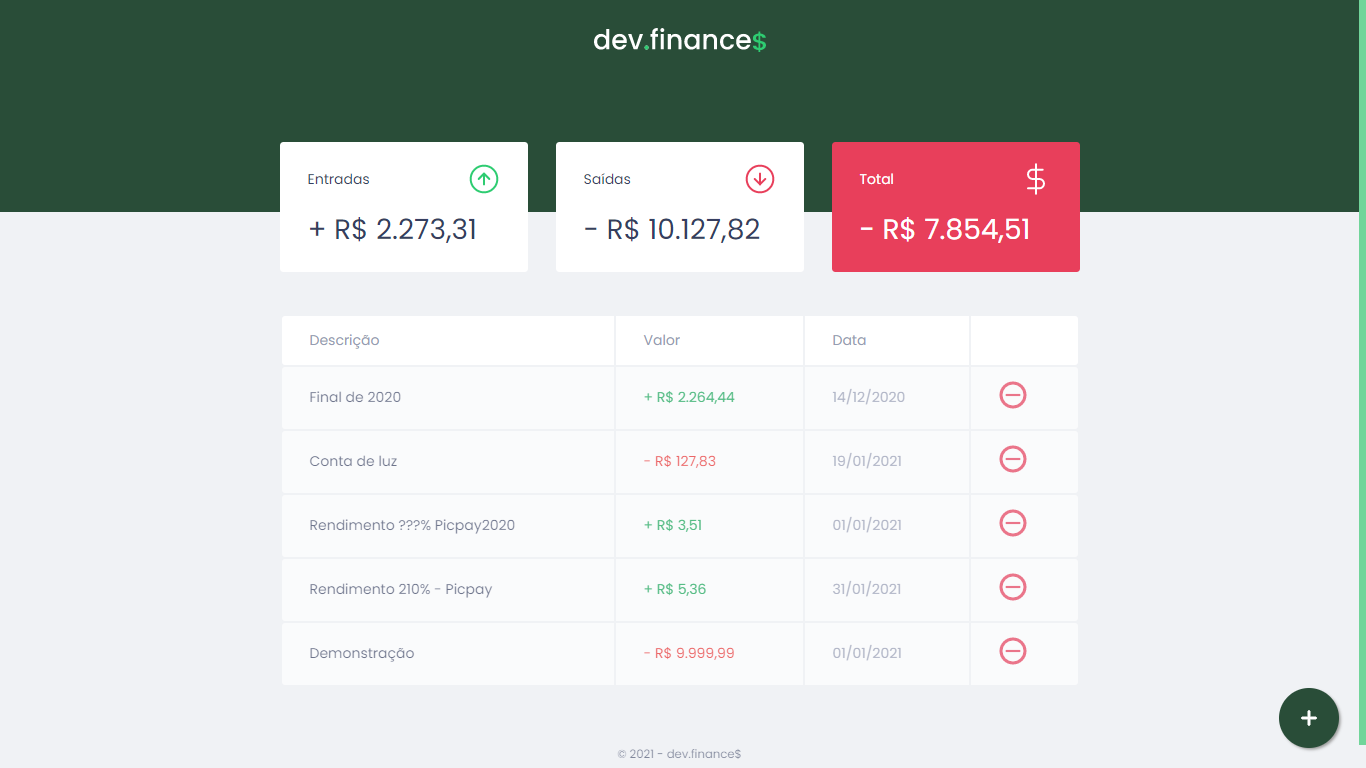 dev.finance$
Entradas
+ R$ 2.273,31
Saídas
- R$ 10.127,82
Total
$
- R$ 7.854,51
Descrição Valor Data
Final de 2020 + R$ 2.264,44 14/12/2020
Conta de luz - R$ 127,83 19/01/2021
Rendimento ???% Picpay2020 + R$ 3,51 01/01/2021
Rendimento 210% - Picpay + R$ 5,36 31/01/2021
Demonstração - R$ 9.999,99 01/01/2021
+
© 2021 - dev.finance$